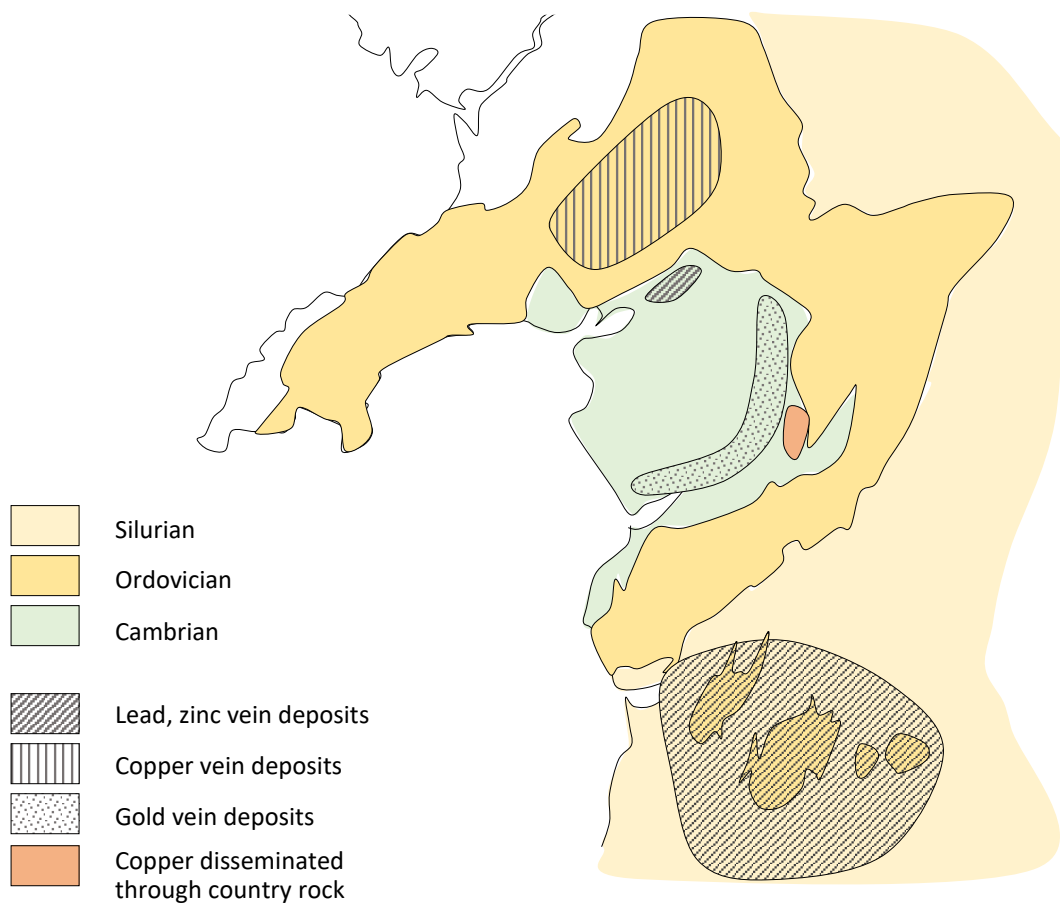 Silurian
Ordovician
Cambrian
Lead, zinc vein deposits
Copper vein deposits
Gold vein deposits
Copper disseminated
through country rock